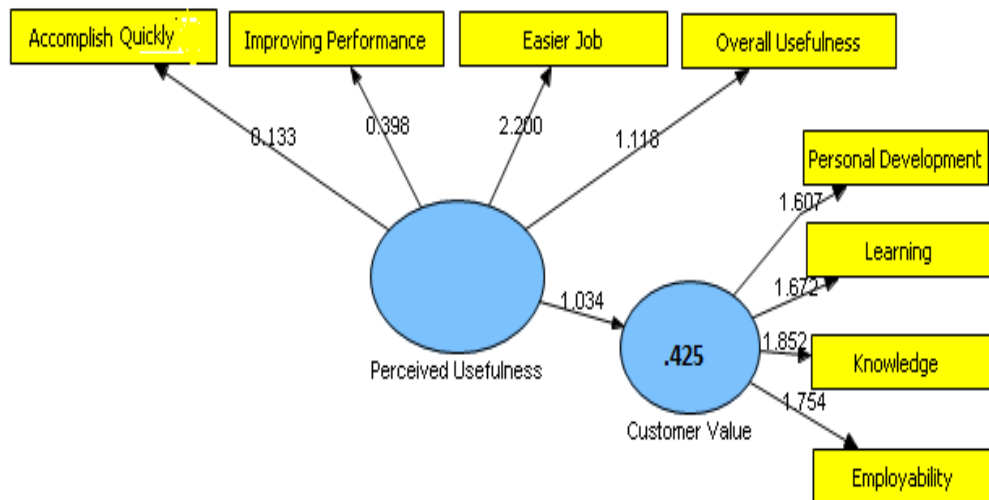 Accomplish Quickly
Improving Performance
Easier Job
Overall Usefulness
0.133
0.398
2.200
1.118
Personal Development
1.607
Learning
1.672
1.034
1.852
.425
Knowledge
Perceived Usefulness
1.754
Customer Value
Employability